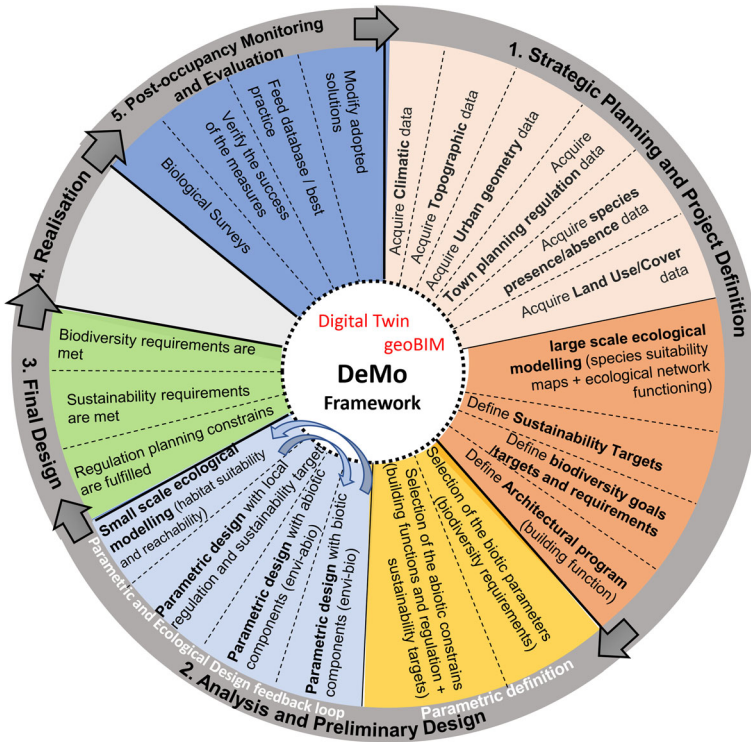 1. Strategic Planning and Project Definition
Acquire Climatic data
Acquire Topographic data
Acquire Urban geometry data
Acquire
Town planning regulation data
Acquire species
presence/absence data
Acquire Land Use/Cover
data
large scale ecological
modelling (species suitability
maps + ecological network
functioning)
Define Sustainability Targets
Define biodiversity goals
/targets and requirements
Define Architectural program
(building function)
2. Analysis and Preliminary Design
Parametric definition
Selection of the biotic parameters
(biodiversity requirements)
Selection of the abiotic constrains
(building functions and regulation +
sustainability targets)
Parametric and Ecological Design feedback loop
Parametric design with biotic
components (envi-bio)
Parametric design with abiotic
components (envi-abio)
Parametric design with local
regulation and sustainability targets
Small scale ecological
modelling (habitat suitability
and reachability)
3. Final Design
Regulation planning constrains
are fulfilled
Sustainability requirements
are met
Biodiversity requirements are
met
4. Realisation
5. Post-occupancy Monitoring
and Evaluation
Biological Surveys
Verify the success
of the measures
Feed database / best
practice
Modify adopted
solutions
Digital Twin
geoBIM
DeMo
Framework